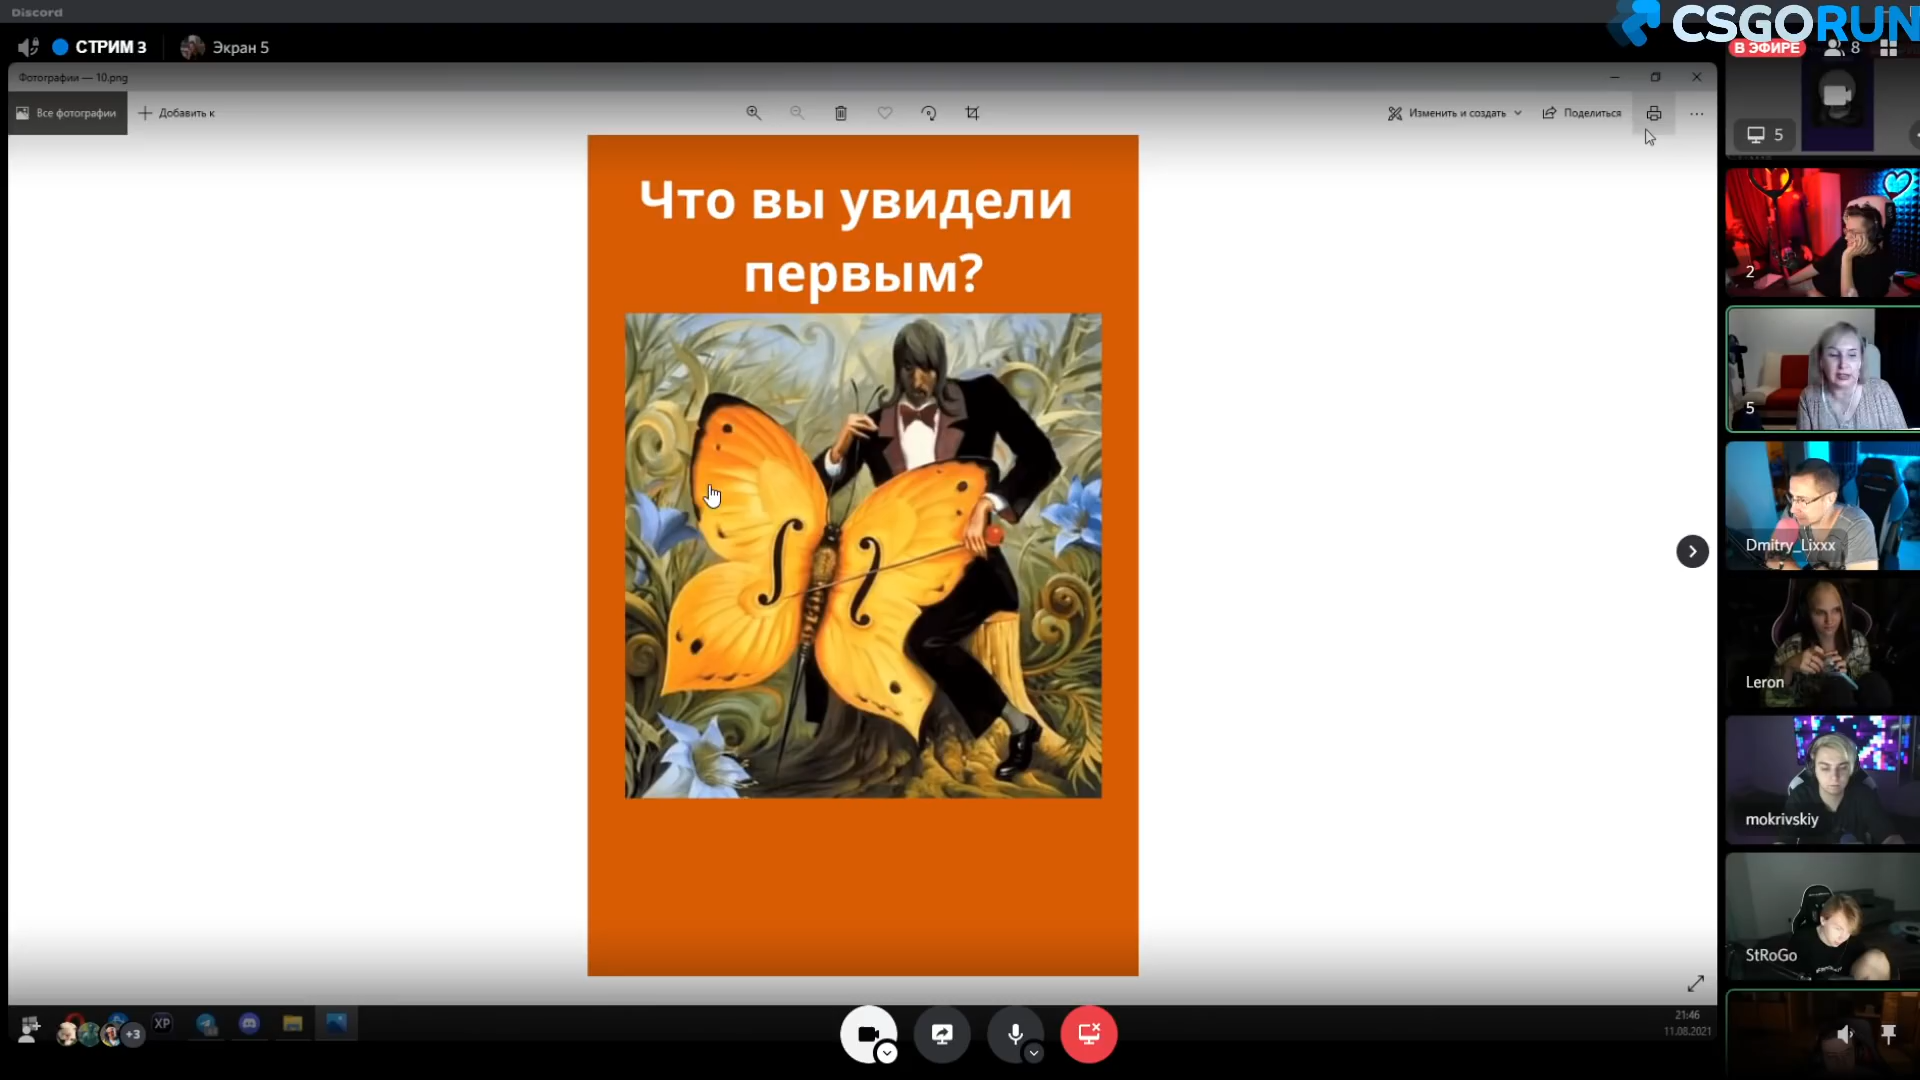 Discord
CSGORUN
СТРИМ 3
Экран 5
В ЭФИРЕ
8
Фотографии — 10.png
Все фотографии
Добавить к
Изменить и создать
Поделиться
5
Что вы увидели
первым?
2
5
Dmitry_Lixxx
Leron
mokrivskiy
StRoGo
+3
XP
21:46
11.08.2021